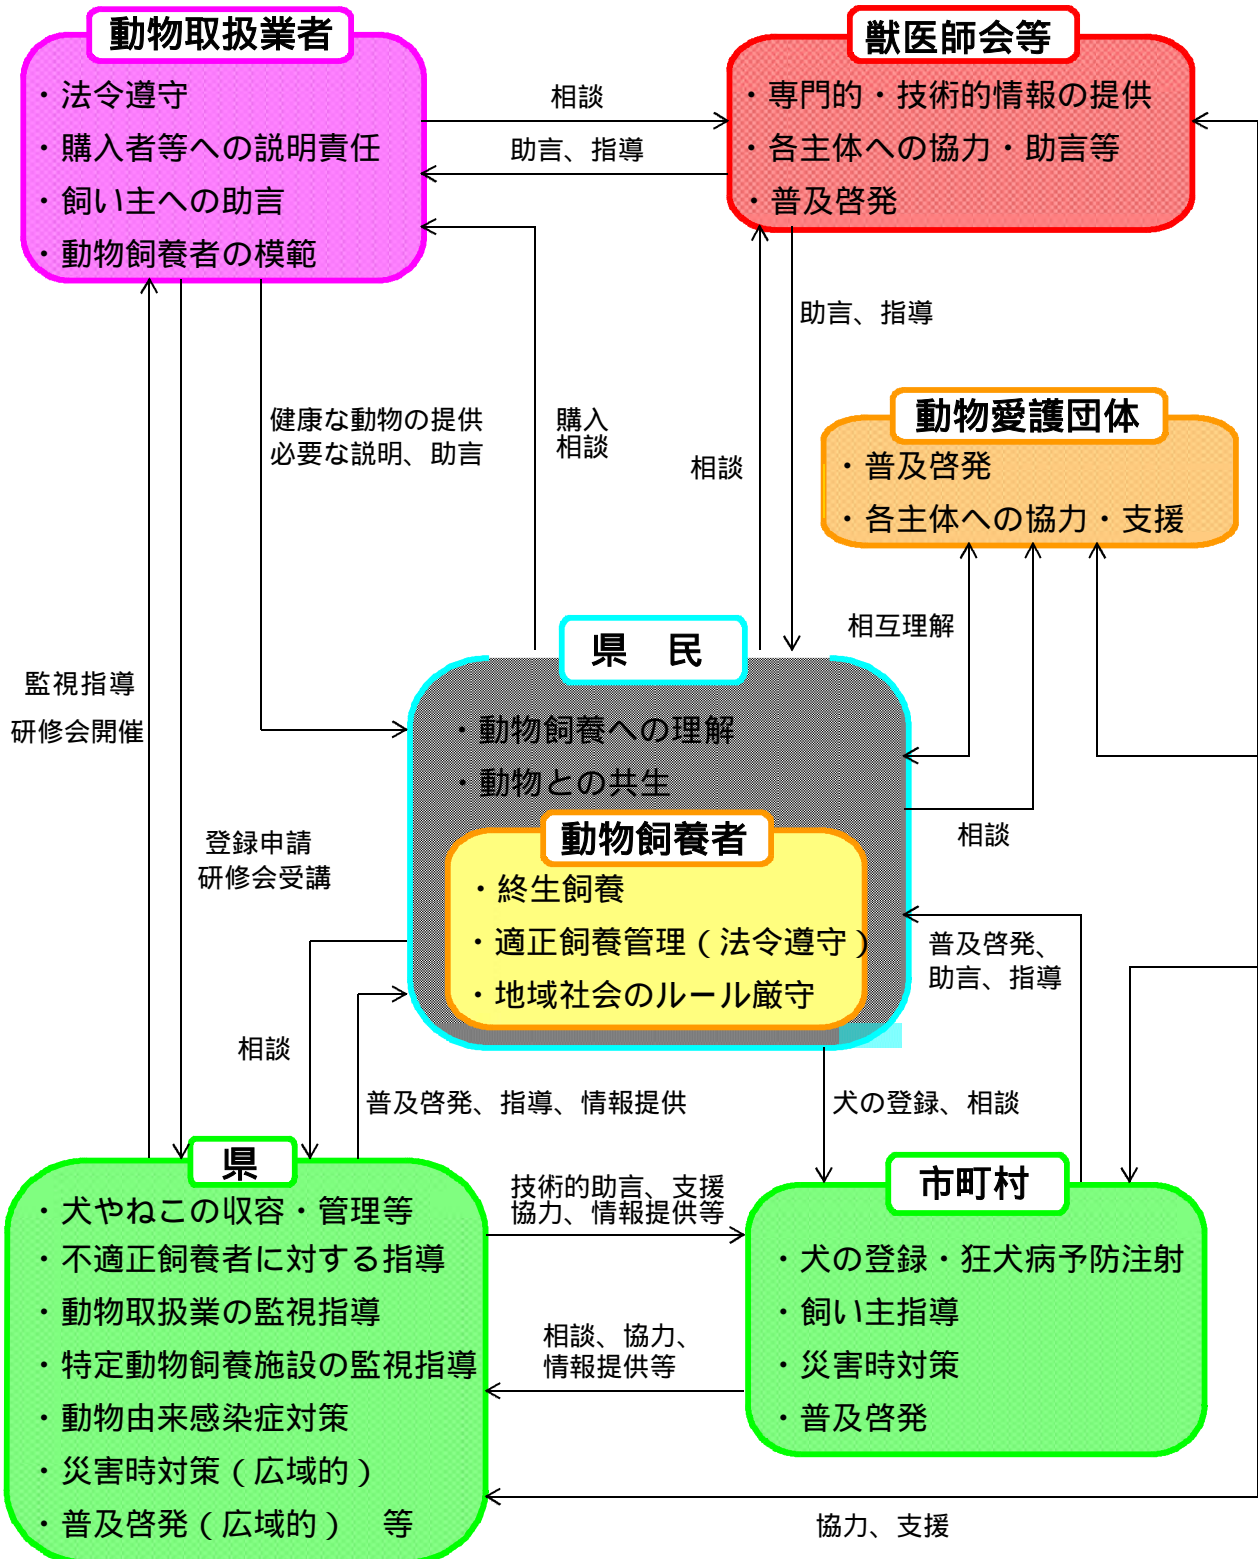 動物取扱業者
・法令遵守
・購入者等への説明責任
・飼い主への助言
・動物飼養者の模範
獣医師会等
・専門的・技術的情報の提供
・各主体への協力・助言等
・普及啓発
相談
助言、指導
助言、指導
健康な動物の提供
必要な説明、助言
購入
相談
相談
動物愛護団体
・普及啓発
・各主体への協力・支援
相互理解
監視指導
研修会開催
県　民
・動物飼養への理解
・動物との共生
動物飼養者
・終生飼養
・適正飼養管理（法令遵守）
・地域社会のルール厳守
相談
登録申請
研修会受講
普及啓発、
助言、指導
相談
普及啓発、指導、情報提供
犬の登録、相談
県
・犬やねこの収容・管理等
・不適正飼養者に対する指導
・動物取扱業の監視指導
・特定動物飼養施設の監視指導
・動物由来感染症対策
・災害時対策（広域的）
・普及啓発（広域的）　等
技術的助言、支援
協力、情報提供等
相談、協力、
情報提供等
市町村
・犬の登録・狂犬病予防注射
・飼い主指導
・災害時対策
・普及啓発
協力、支援